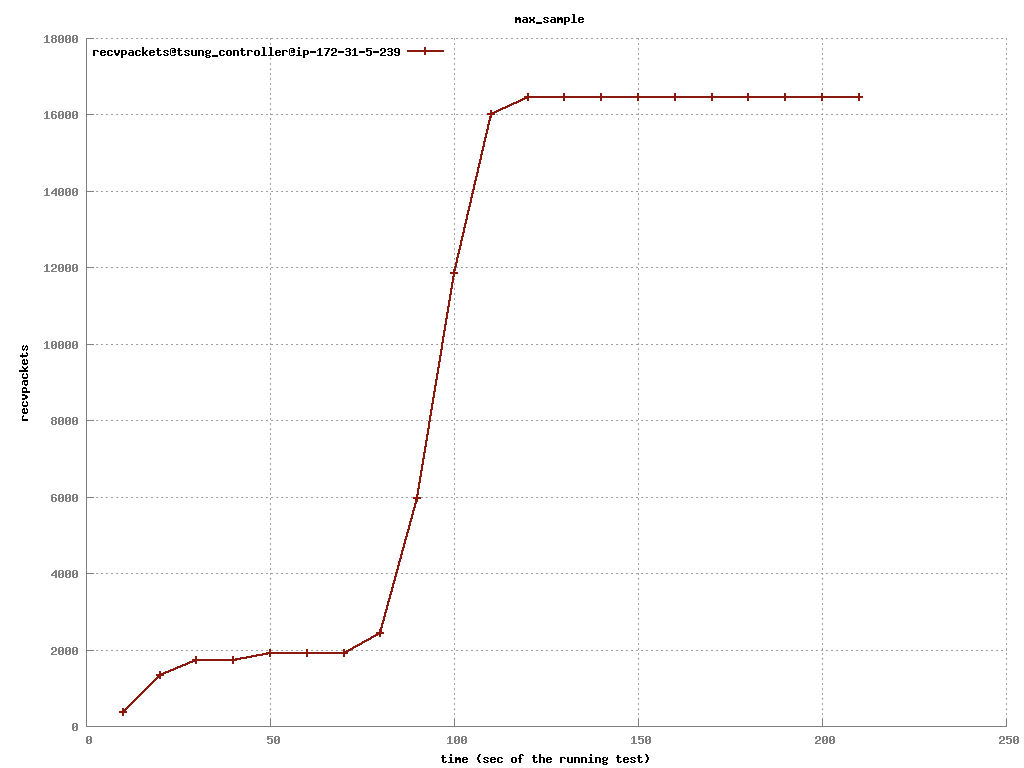 max_sample
recvpackets@tsung_controller@ip-172-31-5-239
18000
16000
14000
12000
10000
8000
6000
4000
2000
0
recvpackets
0 50 100 150 200 250
time (sec of the running test)